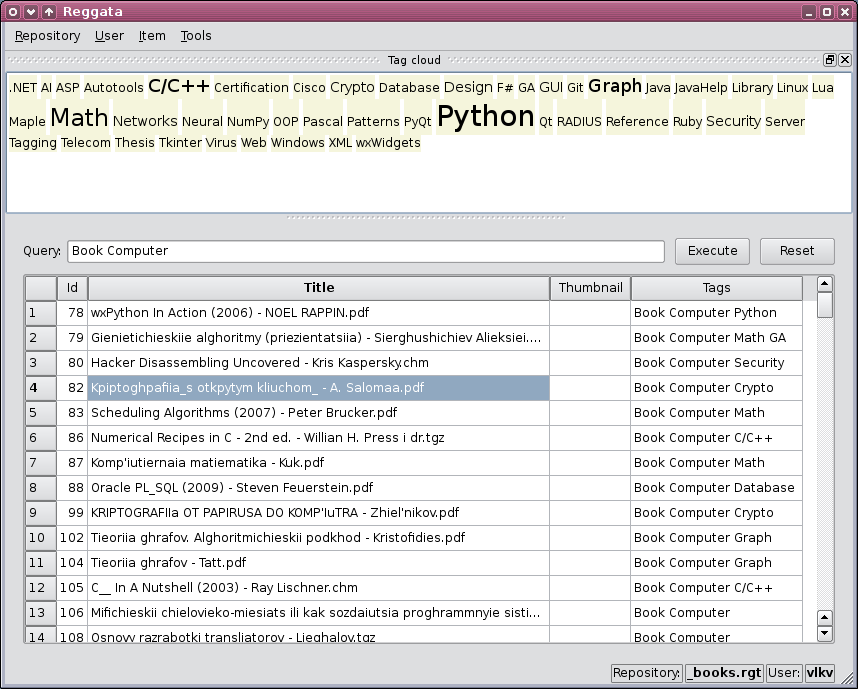 Reggata
Repository User Item Tools
Tag cloud
.NET AI ASP Autotools C/C++ Certification Cisco Crypto Database Design F# GA GUI Git Graph Java JavaHelp Library Linux Lua
Maple Math Networks Neural NumPy OOP Pascal Patterns PyQt Python Qt RADIUS Reference Ruby Security Server
Tagging Telecom Thesis Tkinter Virus Web Windows XML wxWidgets
Query: Book Computer Execute Reset
Id Title Thumbnail Tags
1 78 wxPython In Action (2006) - NOEL RAPPIN.pdf Book Computer Python
2 79 Gienietichieskiie alghoritmy (priezientatsiia) - Sierghushichiev Alieksiei.... Book Computer Math GA
3 80 Hacker Disassembling Uncovered - Kris Kaspersky.chm Book Computer Security
4 82 Kpiptoghpafiia_s otkpytym kliuchom_ - A. Salomaa.pdf Book Computer Crypto
5 83 Scheduling Algorithms (2007) - Peter Brucker.pdf Book Computer Math
6 86 Numerical Recipes in C - 2nd ed. - Willian H. Press i dr.tgz Book Computer C/C++
7 87 Komp'iutiernaia matiematika - Kuk.pdf Book Computer Math
8 88 Oracle PL_SQL (2009) - Steven Feuerstein.pdf Book Computer Database
9 99 KRIPTOGRAFIIa OT PAPIRUSA DO KOMP'IuTRA - Zhiel'nikov.pdf Book Computer Crypto
10 102 Tieoriia ghrafov. Alghoritmichieskii podkhod - Kristofidies.pdf Book Computer Graph
11 104 Tieoriia ghrafov - Tatt.pdf Book Computer Graph
12 105 C__ In A Nutshell (2003) - Ray Lischner.chm Book Computer C/C++
13 106 Mifichieskii chielovieko-miesiats ili kak sozdaiutsia proghrammnyie sisti... Book Computer
14 108 Osnovy razrabotki transliatorov - Lieghalov.tgz Book Computer
Repository: _books.rgt User: vlkv